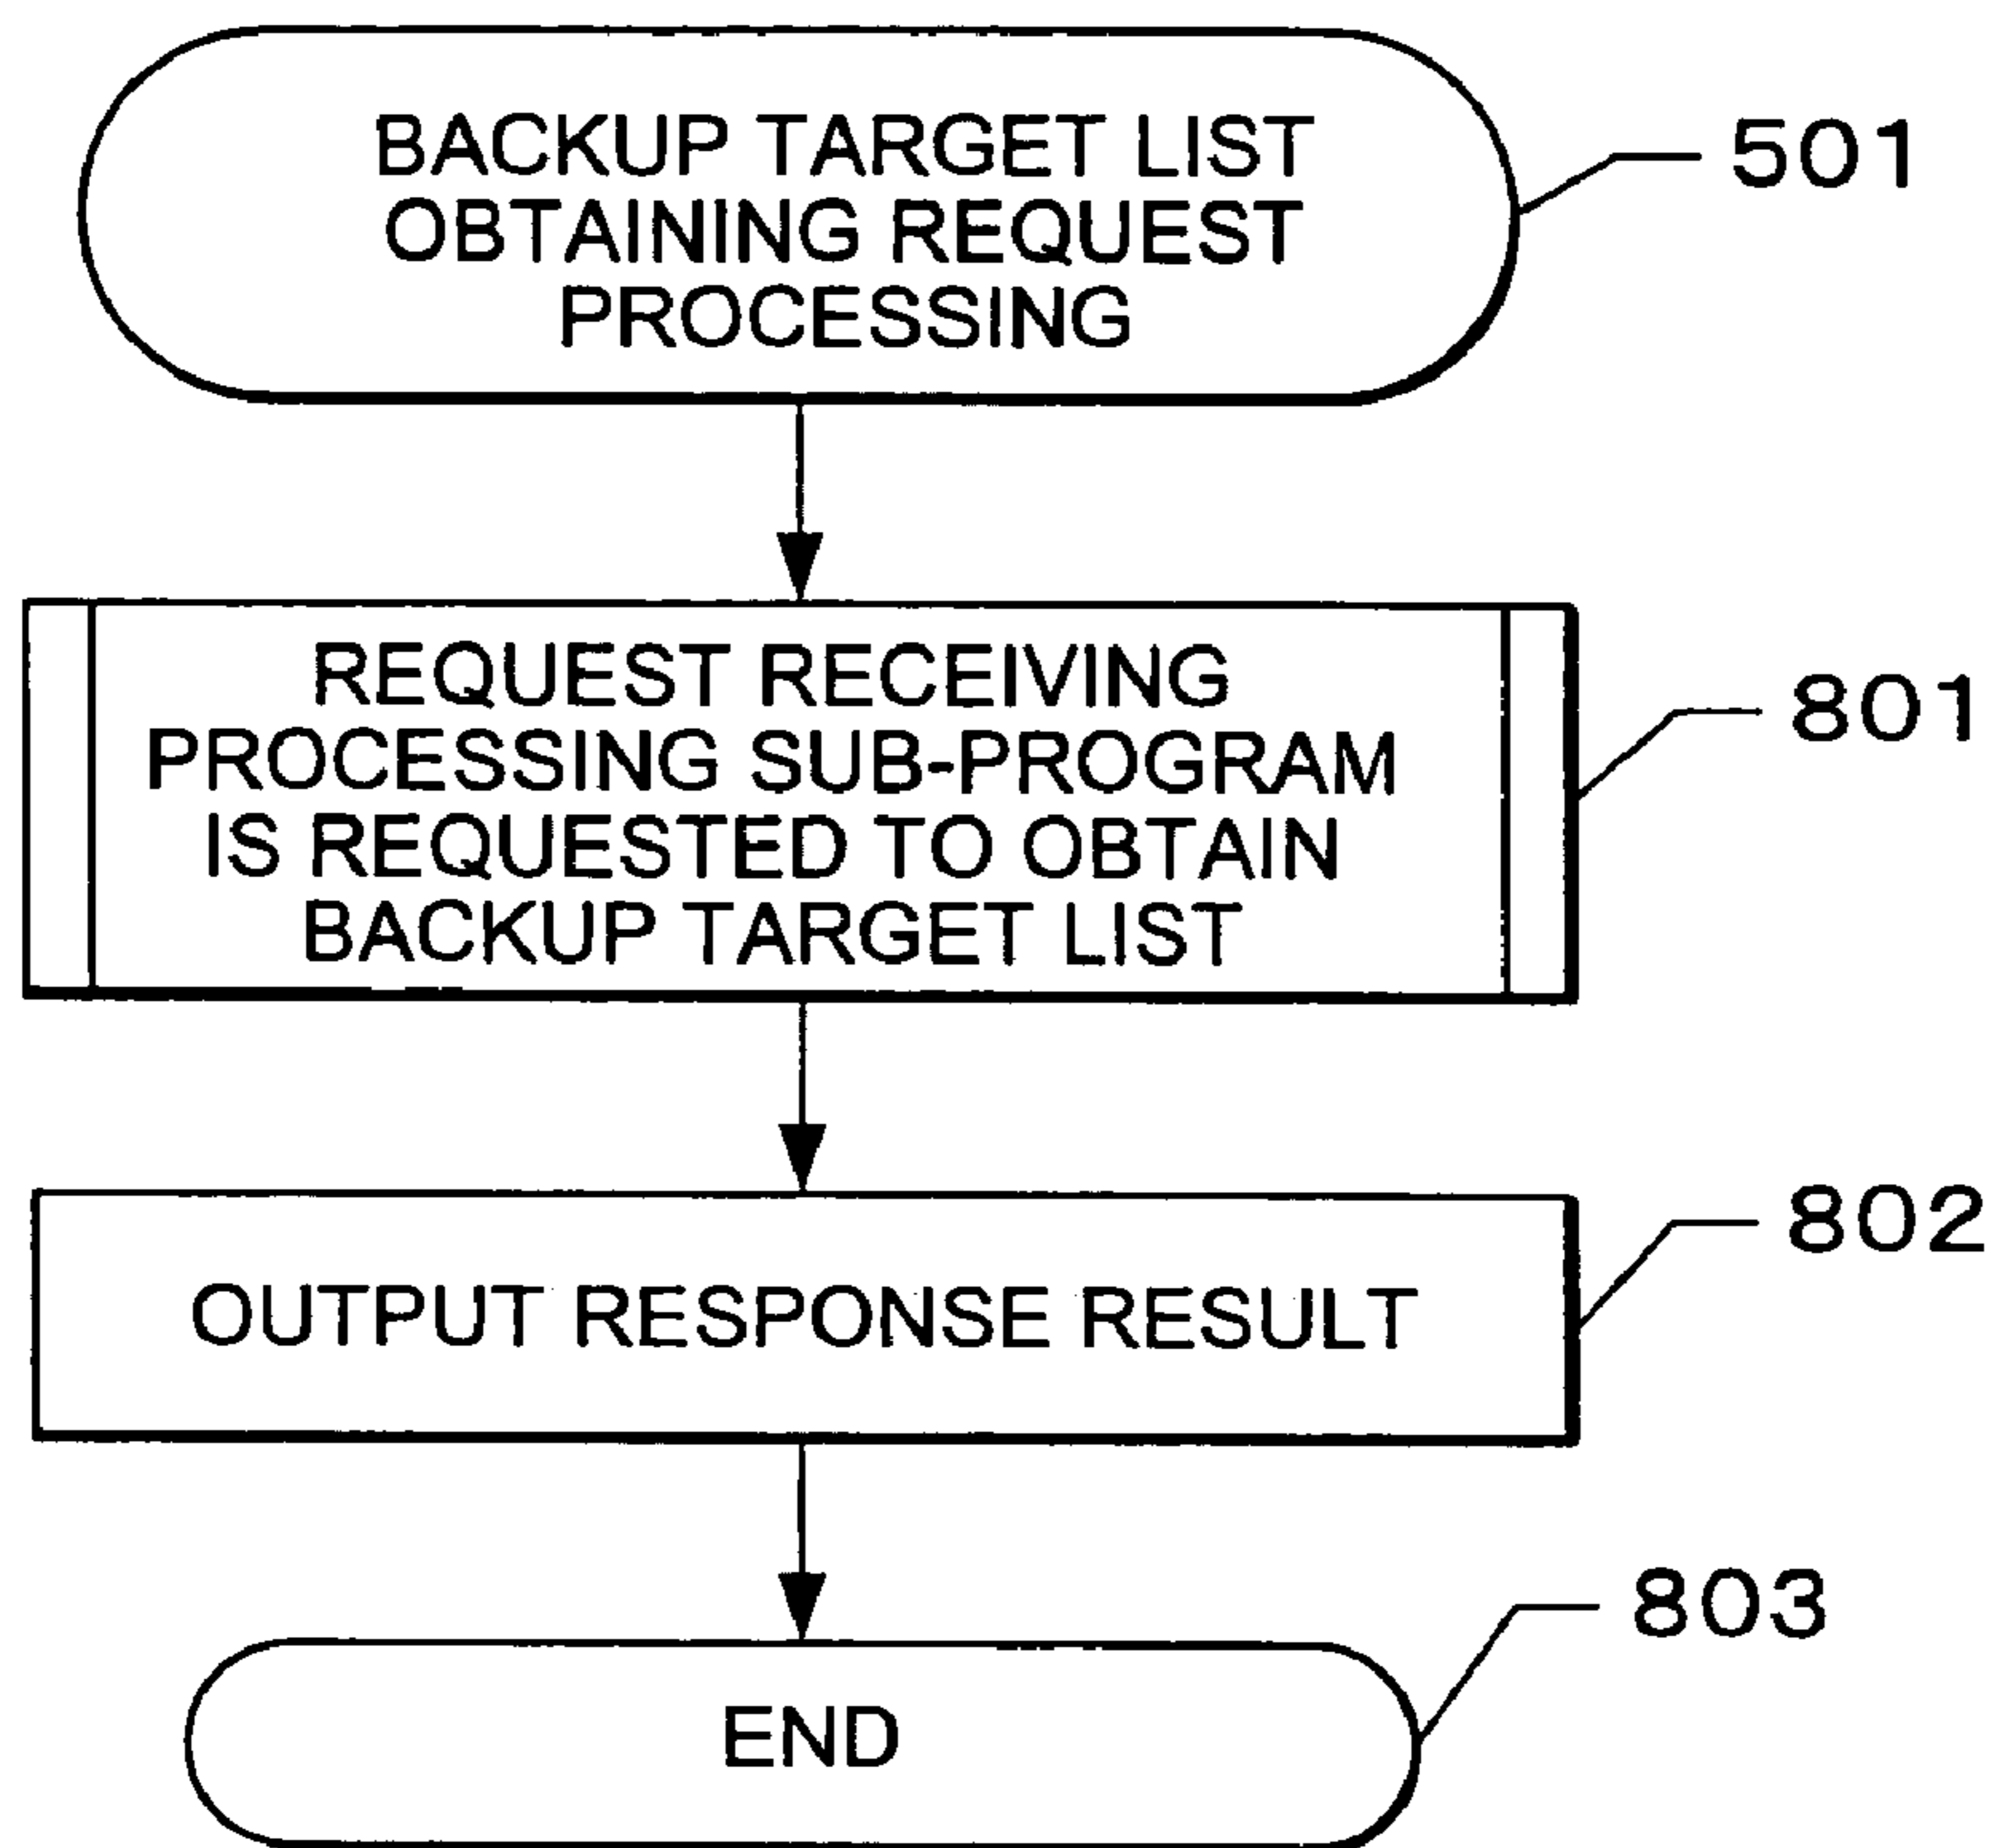 BACKUP TARGET LIST
OBTAINING REQUEST
PROCESSING
501
REQUEST RECEIVING
PROCESSING SUB-PROGRAM
IS REQUESTED TO OBTAIN
BACKUP TARGET LIST
801
OUTPUT RESPONSE RESULT
802
END
803